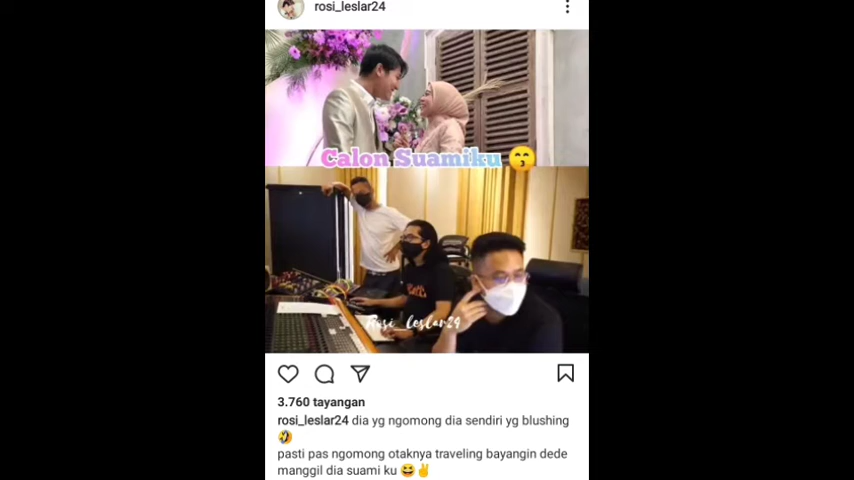 rosi_leslar24
Calon Suamiku 😙
Rosi_leslar24
3.760 tayangan
rosi_leslar24 dia yg ngomong dia sendiri yg blushing
🤣
pasti pas ngomong otaknya traveling bayangin dede
manggil dia suami ku 😆✌️